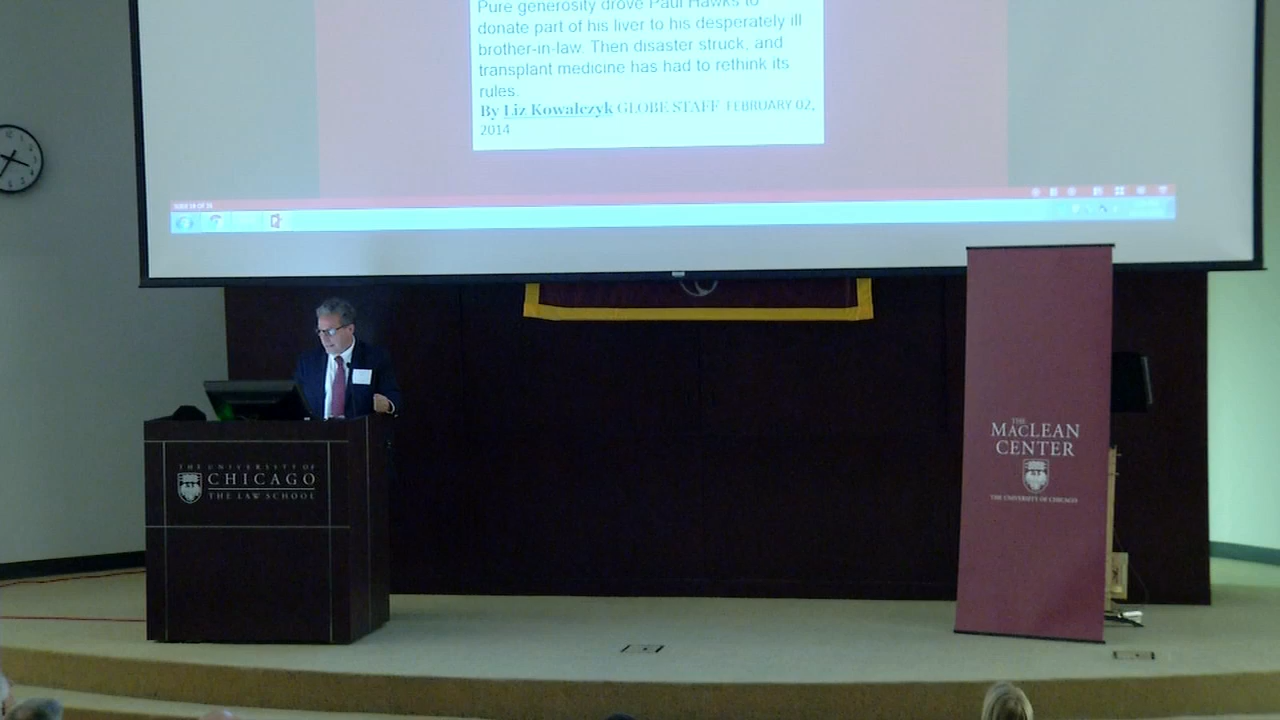 Pure generosity drove Paul Hawks to
donate part of his liver to his desperately ill
brother-in-law. Then disaster struck, and
transplant medicine has had to rethink its
rules.
By Liz Kowalczyk GLOBE STAFF FEBRUARY 02,
2014
THE UNIVERSITY OF
CHICAGO
THE LAW SCHOOL
THE
MACLEAN
CENTER
THE UNIVERSITY OF CHICAGO